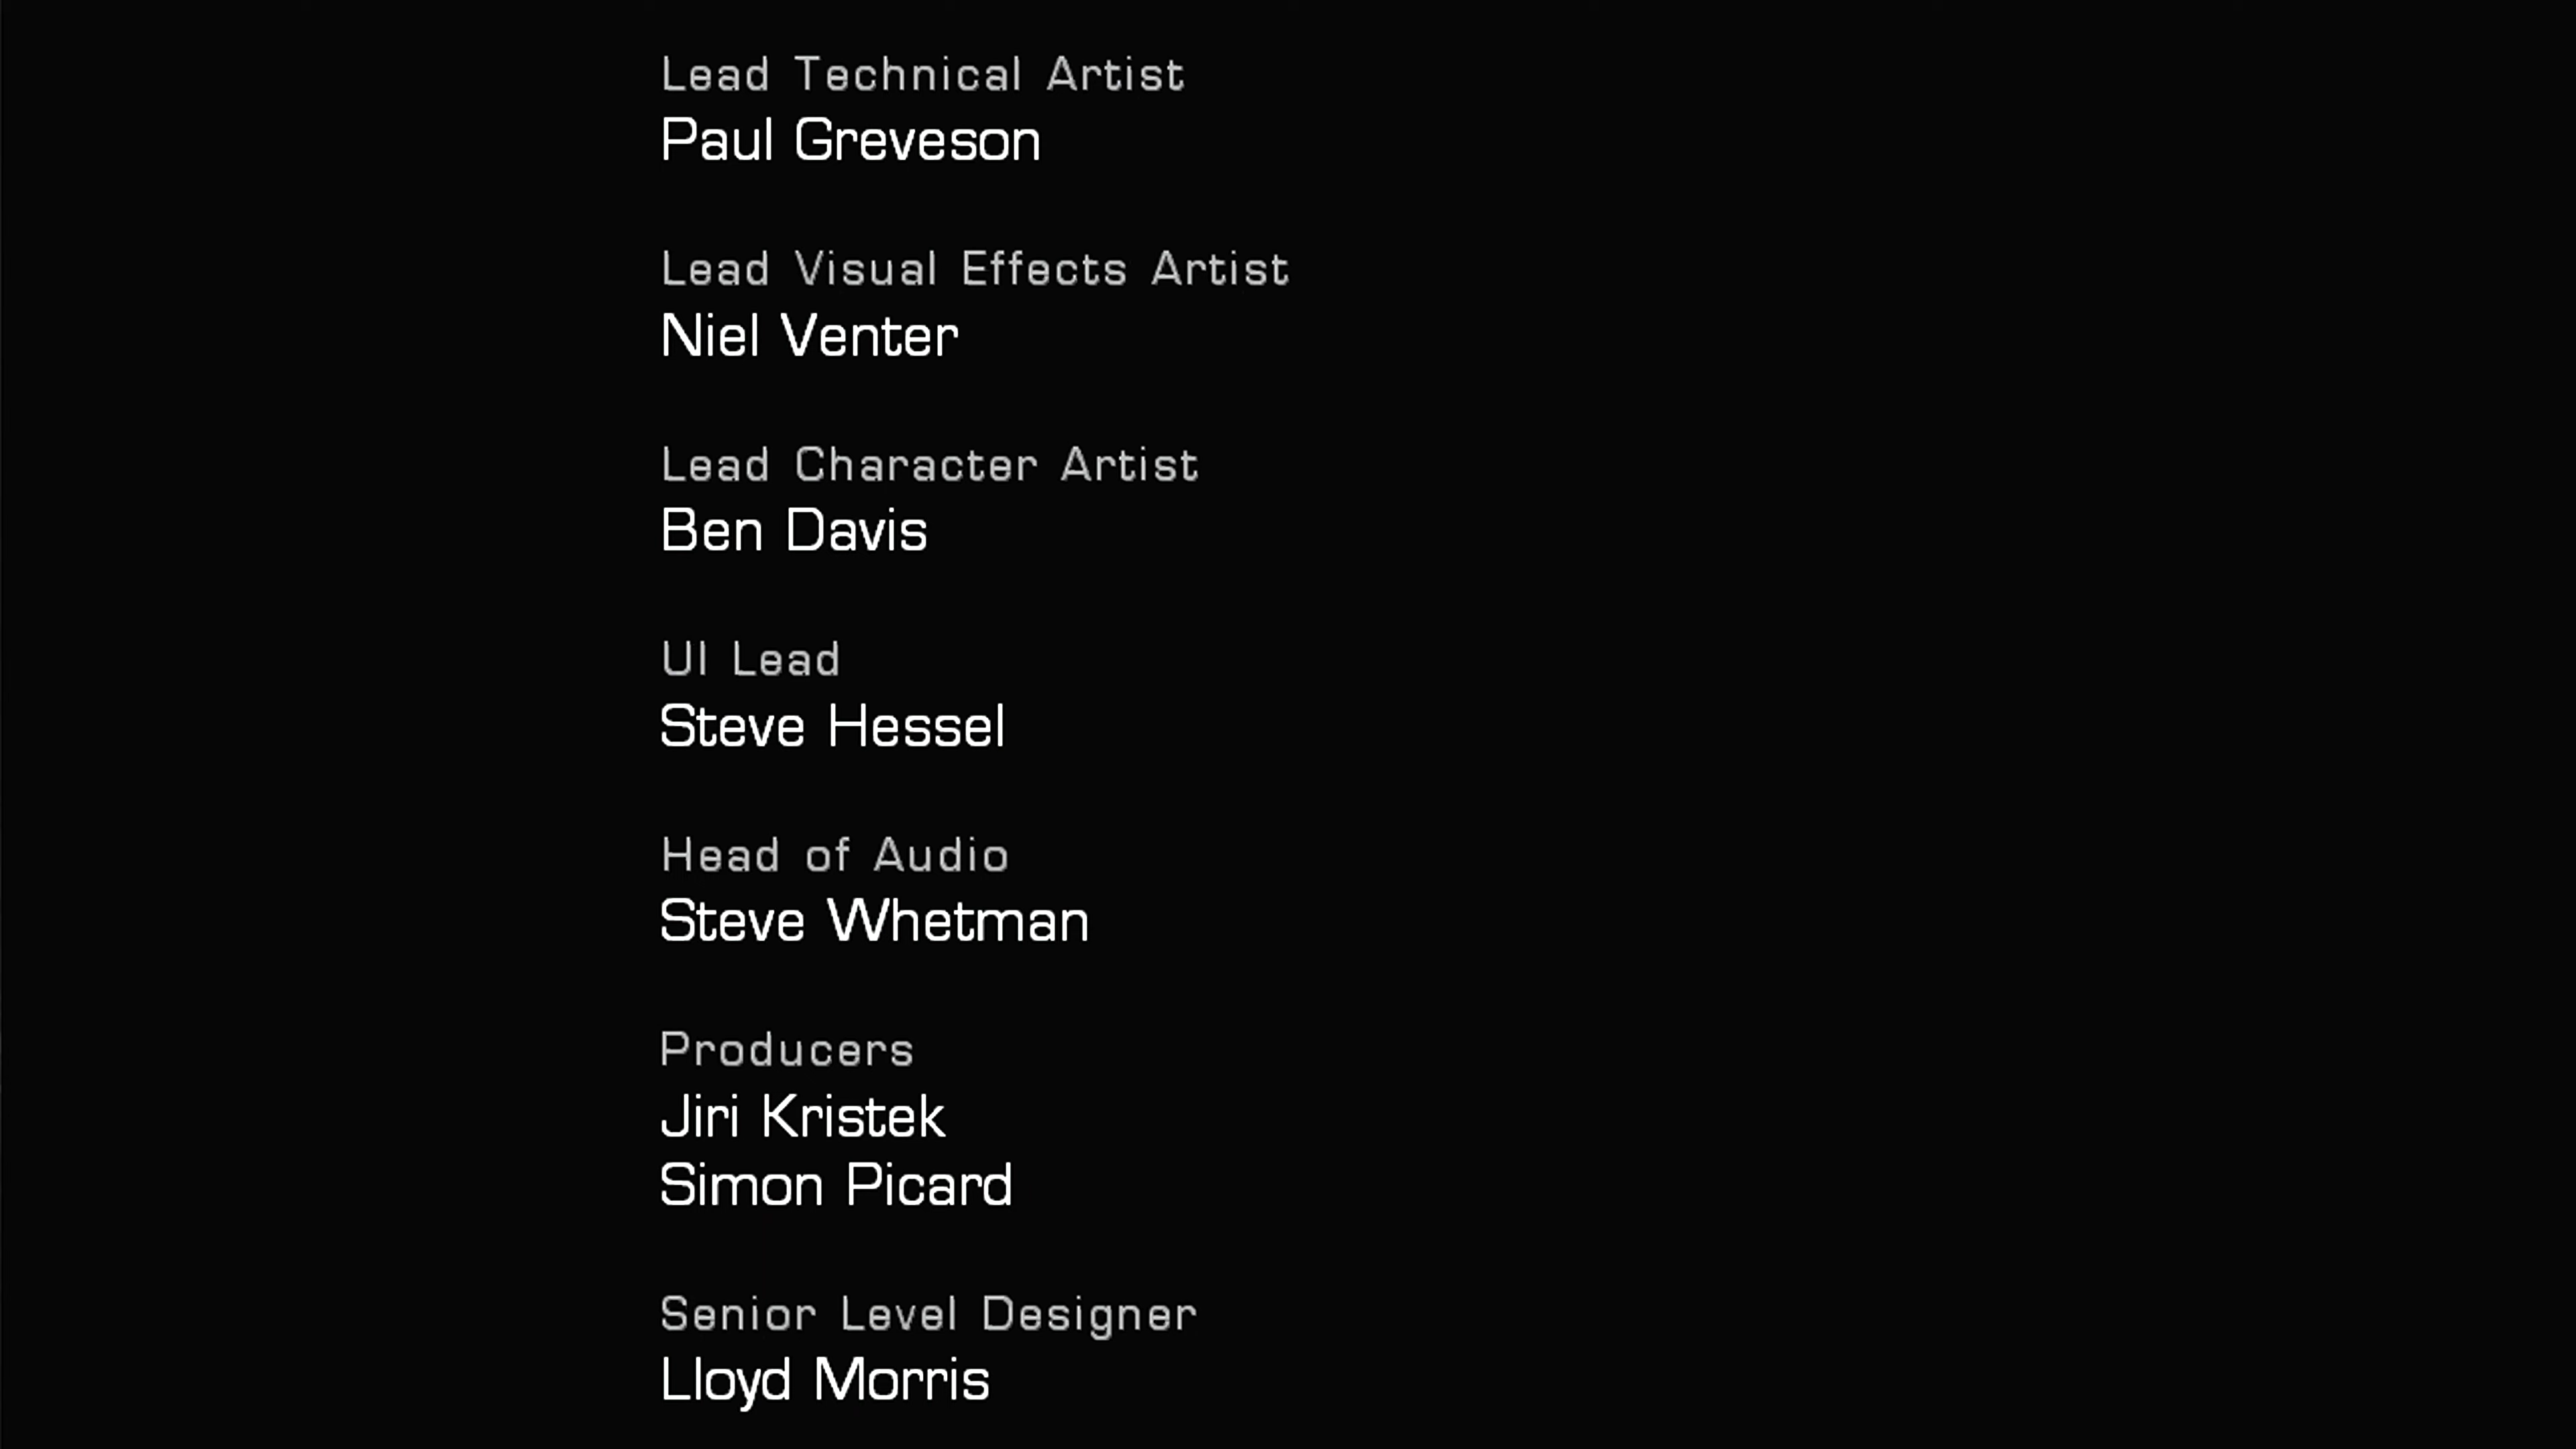 Lead Technical Artist
Paul Greveson
Lead Visual Effects Artist
Niel Venter
Lead Character Artist
Ben Davis
UI Lead
Steve Hessel
Head of Audio
Steve Whetman
Producers
Jiri Kristek
Simon Picard
Senior Level Designer
Lloyd Morris